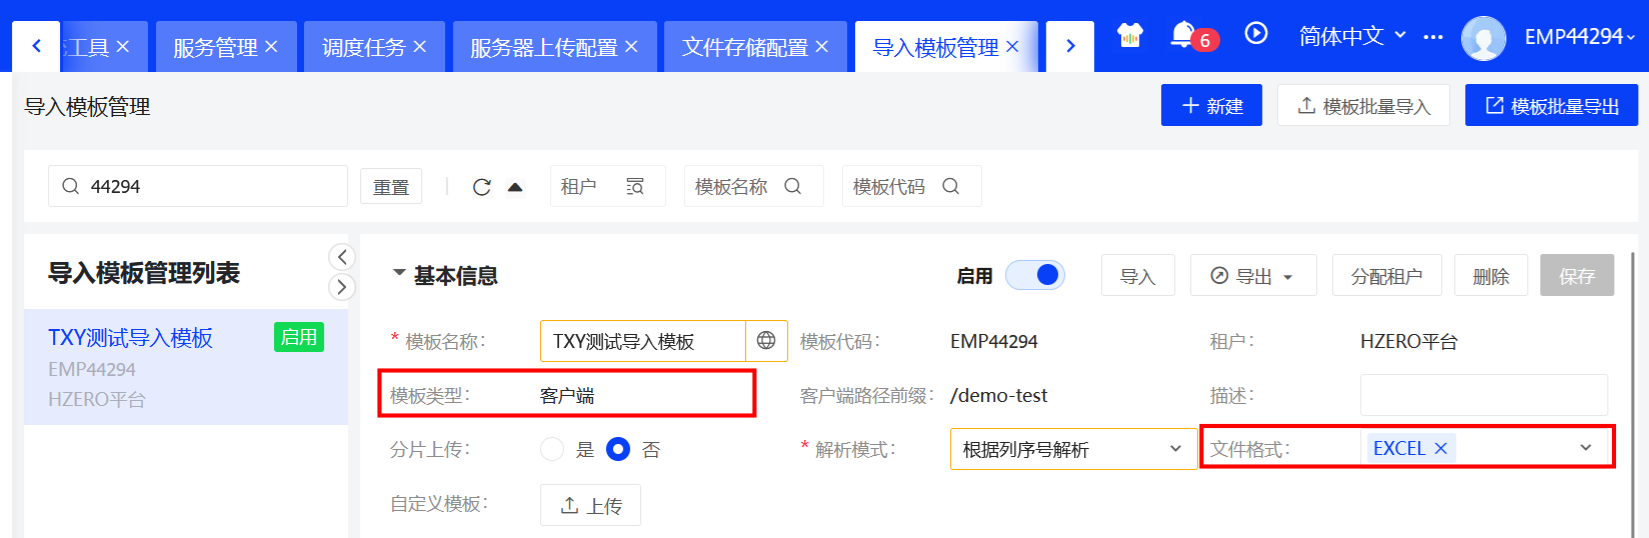 工具 × 服务管理 × 调度任务 × 服务器上传配置 × 文件存储配置 × 导入模板管理 × 6 简体中文 ··· EMP44294
导入模板管理 + 新建 模板批量导入 模板批量导出
44294 重置 租户 模板名称 模板代码
导入模板管理列表
TXY测试导入模板 启用
EMP44294
HZERO平台
基本信息 启用 导入 导出 分配租户 删除 保存
* 模板名称: TXY测试导入模板 模板代码: EMP44294 租户: HZERO平台
模板类型: 客户端 客户端路径前缀: /demo-test 描述:
分片上传: 是 否 * 解析模式: 根据列序号解析 文件格式: EXCEL ×
自定义模板: 上传